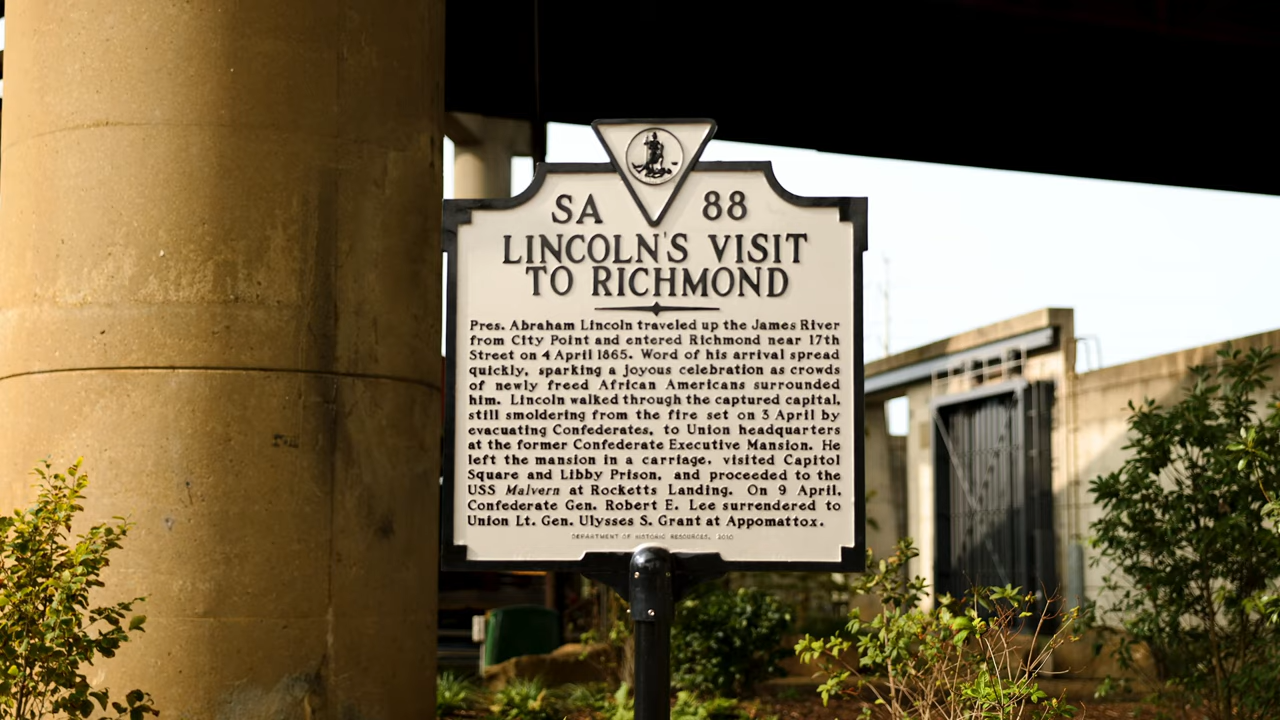 SA 88
LINCOLN'S VISIT
TO RICHMOND
Pres. Abraham Lincoln traveled up the James River
from City Point and entered Richmond near 17th
Street on 4 April 1865. Word of his arrival spread
quickly, sparking a joyous celebration as crowds
of newly freed African Americans surrounded
him. Lincoln walked through the captured capital,
still smoldering from the fire set on 3 April by
evacuating Confederates, to Union headquarters
at the former Confederate Executive Mansion. He
left the mansion in a carriage, visited Capitol
Square and Libby Prison, and proceeded to the
USS Malvern at Rocketts Landing. On 9 April,
Confederate Gen. Robert E. Lee surrendered to
Union Lt. Gen. Ulysses S. Grant at Appomattox.
DEPARTMENT OF HISTORIC RESOURCES, 2010